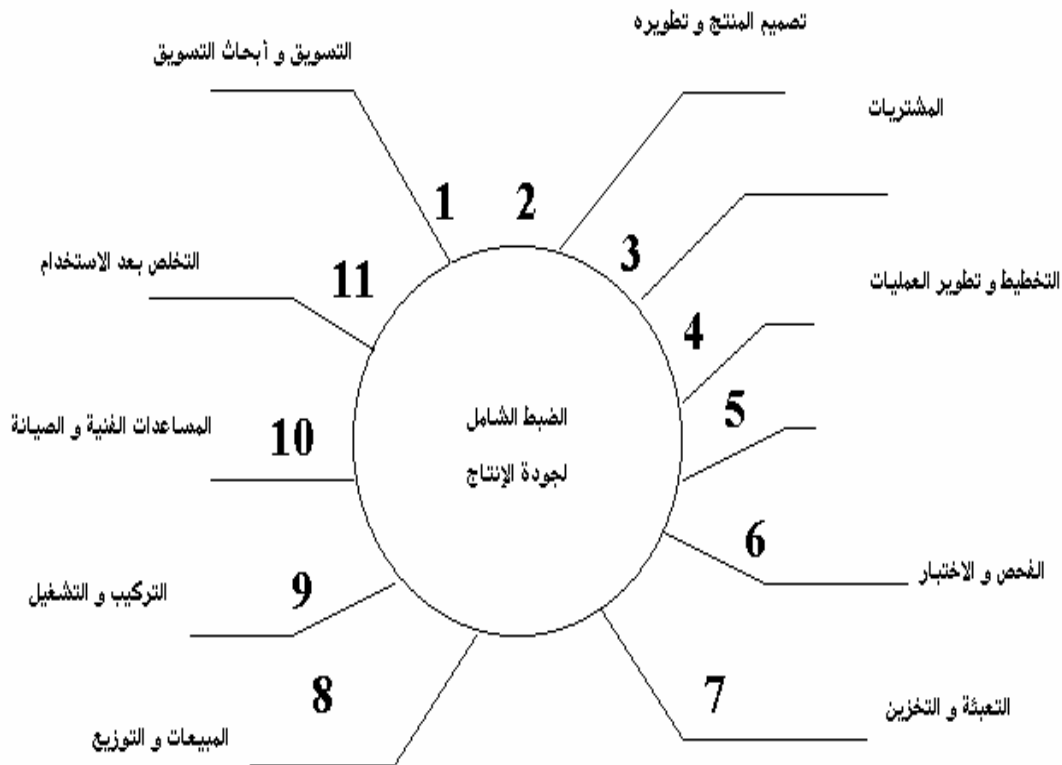 تصميم المنتج و تطويره
التسويق و أبحاث التسويق
المشتريات
1
2
3
التخلص بعد الاستخدام
11
التخطيط و تطوير العمليات
4
5
الضبط الشامل
لجودة الإنتاج
المساعدات الفنية و الصيانة
10
6
الفحص و الاختبار
التركيب و التشغيل
9
8
7
التعبئة و التخزين
المبيعات و التوزيع